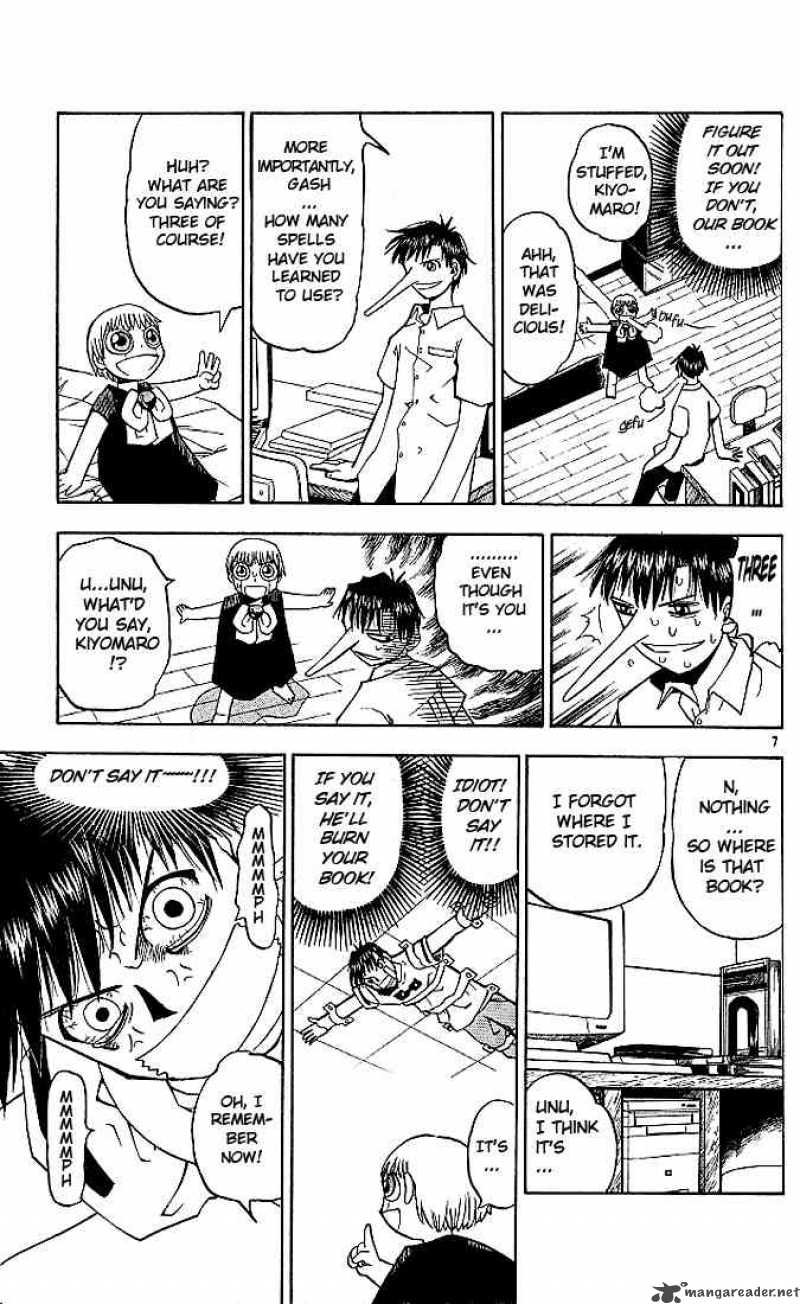 FIGURE
IT OUT
SOON!
IF YOU
DON'T,
OUR BOOK
...
I'M
STUFFED,
KIYO-
MARO!
AHH,
THAT
WAS
DELI-
CIOUS!
bufu
gefu
MORE
IMPORTANTLY,
GASH
...
HOW MANY
SPELLS
HAVE YOU
LEARNED
TO USE?
HUH?
WHAT ARE
YOU SAYING?
THREE OF
COURSE!
THREE
...
.........
EVEN
THOUGH
IT'S YOU
...
U...UNU,
WHAT'D
YOU SAY,
KIYOMARO
!?
7
N,
NOTHING
...
SO WHERE
IS THAT
BOOK?
I FORGOT
WHERE I
STORED IT.
UNU,
I THINK
IT'S
...
IDIOT!
DON'T
SAY
IT!!
IF YOU
SAY IT,
HE'LL
BURN
YOUR
BOOK!
IT'S
...
DON'T SAY IT~~~!!!
MMMMMPH
OH, I
REMEM-
BER
NOW!
MMMMMPH
mangareader.net